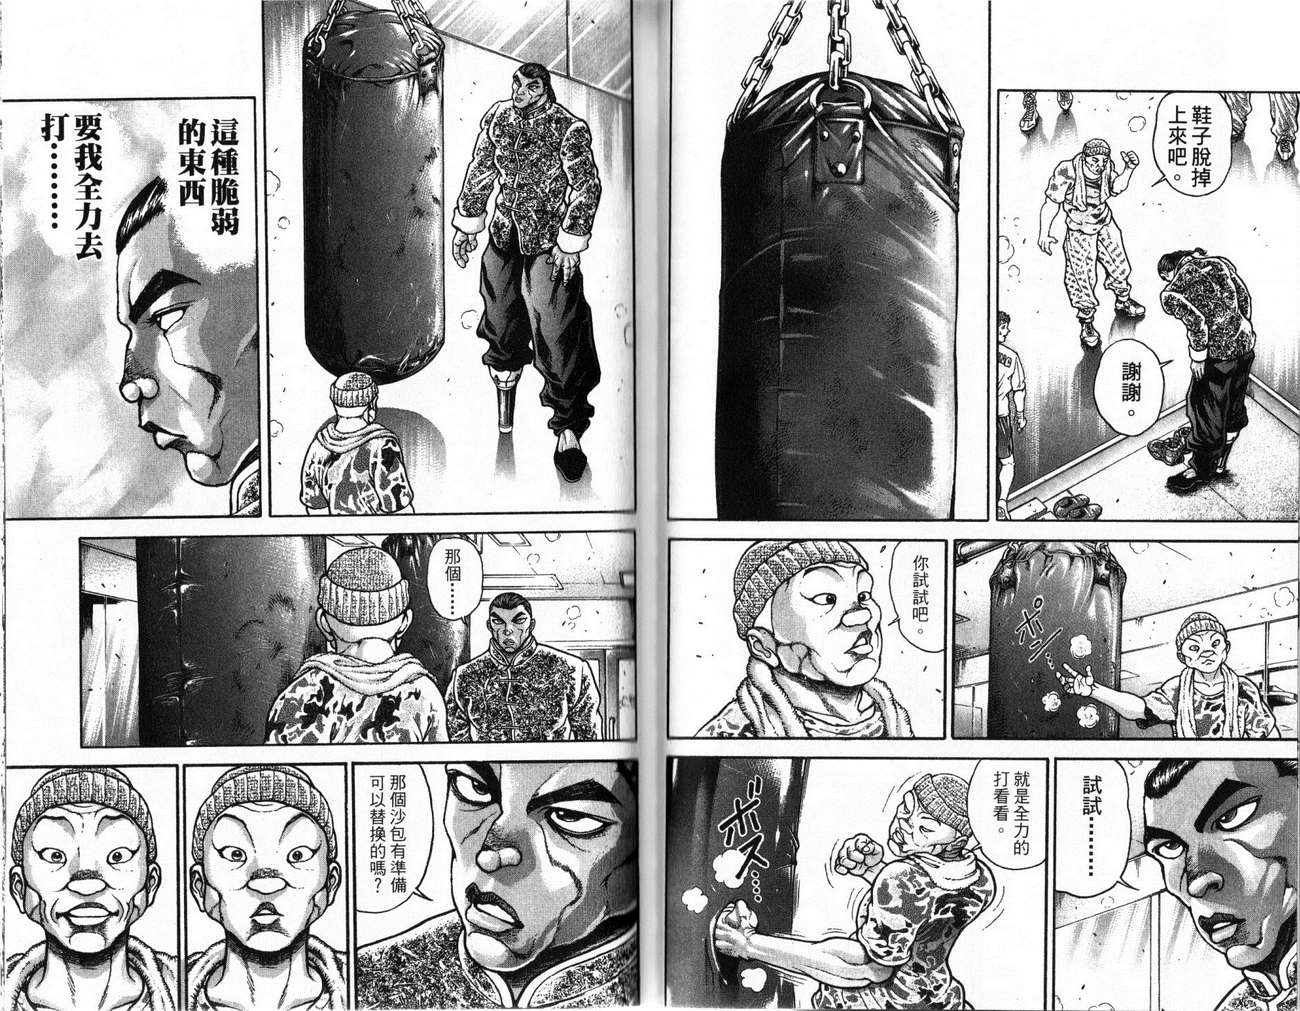 鞋子脫掉
上來吧。
謝謝。
ポニ…
你試試吧。
試試………
就是全力的
打看看。
ボス…
這種脆弱
的東西
要我全力去
打………
那個……
那個沙包有準備
可以替換的嗎？